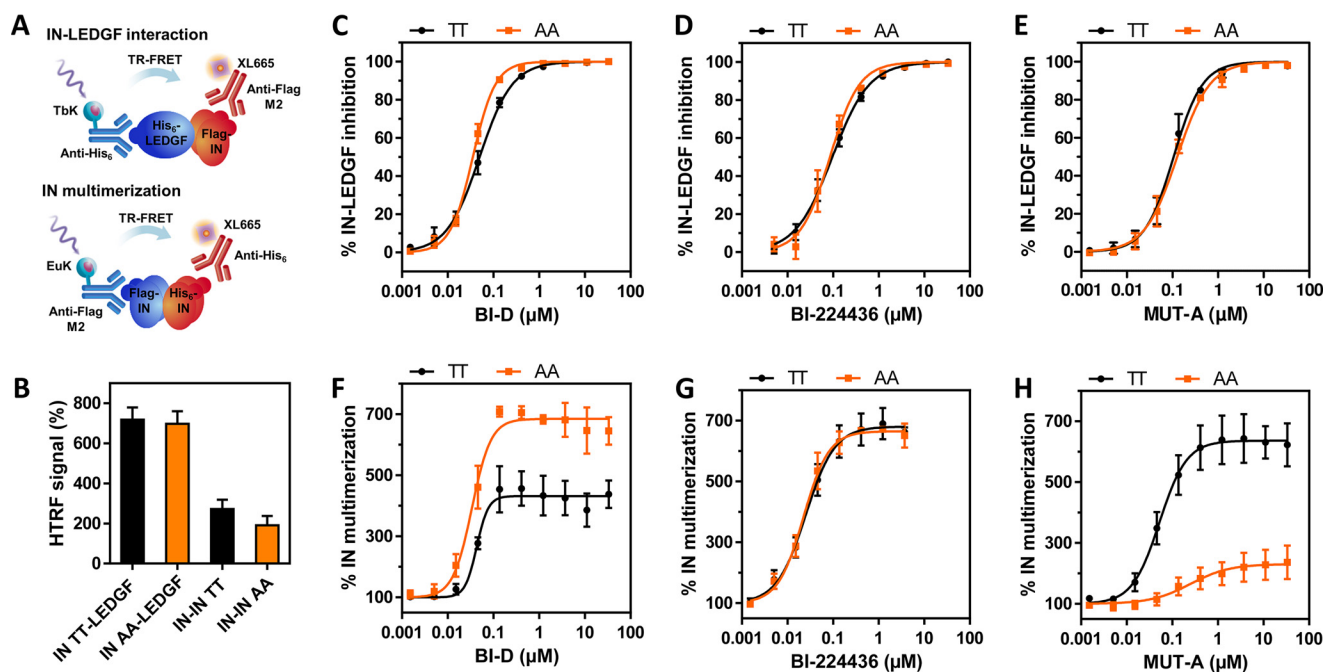 A
IN-LEDGF interaction
TR-FRET
XL665
TbK
Anti-Flag
M2
His6-
LEDGF
Flag-
IN
Anti-His6
IN multimerization
TR-FRET
XL665
EuK
Anti-His6
Flag-
IN
His6-
IN
Anti-Flag
M2
B
HTRF signal (%)
800
600
400
200
0
IN TT-LEDGF
IN AA-LEDGF
IN-IN TT
IN-IN AA
C
TT AA
% IN-LEDGF inhibition
100
80
60
40
20
0
0.001 0.01 0.1 1 10 100
BI-D (µM)
D
TT AA
% IN-LEDGF inhibition
100
80
60
40
20
0
0.001 0.01 0.1 1 10 100
BI-224436 (µM)
E
TT AA
% IN-LEDGF inhibition
100
80
60
40
20
0
0.001 0.01 0.1 1 10 100
MUT-A (µM)
F
TT AA
% IN multimerization
700
500
300
100
0.001 0.01 0.1 1 10 100
BI-D (µM)
G
TT AA
% IN multimerization
700
500
300
100
0.001 0.01 0.1 1 10 100
BI-224436 (µM)
H
TT AA
% IN multimerization
700
500
300
100
0.001 0.01 0.1 1 10 100
MUT-A (µM)